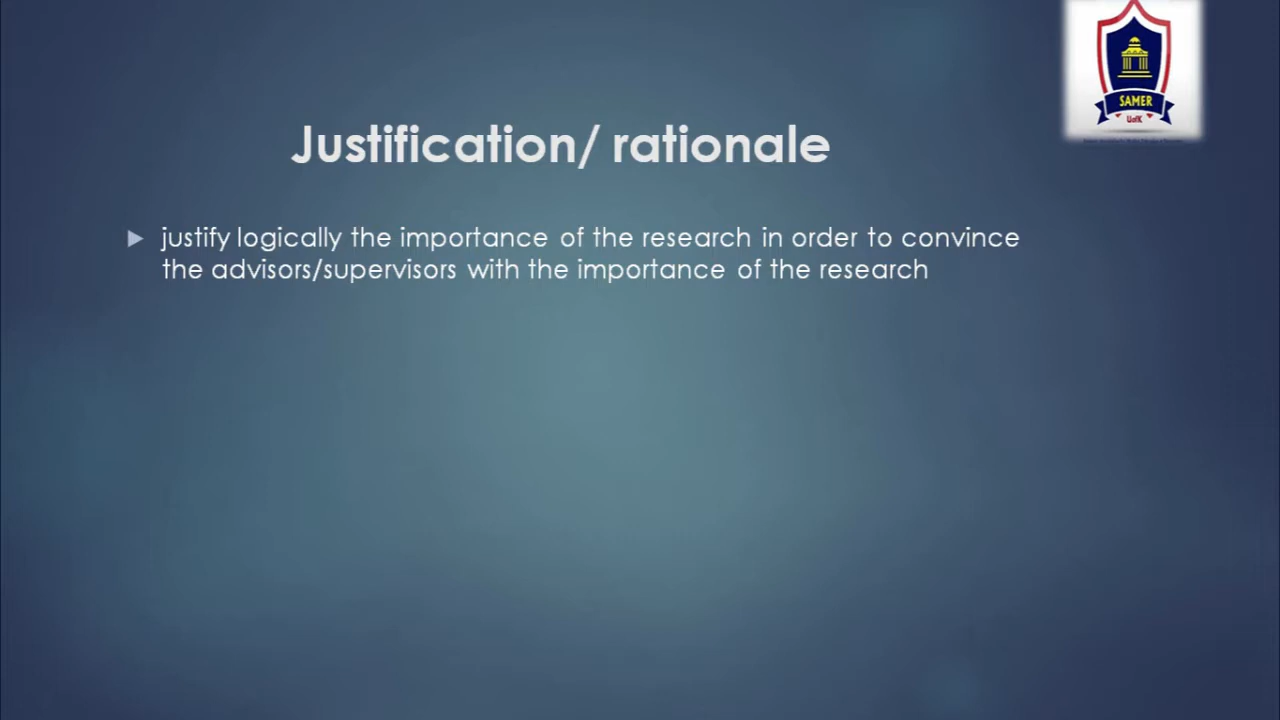 SAMER
UofK
Justification/ rationale
justify logically the importance of the research in order to convince
the advisors/supervisors with the importance of the research